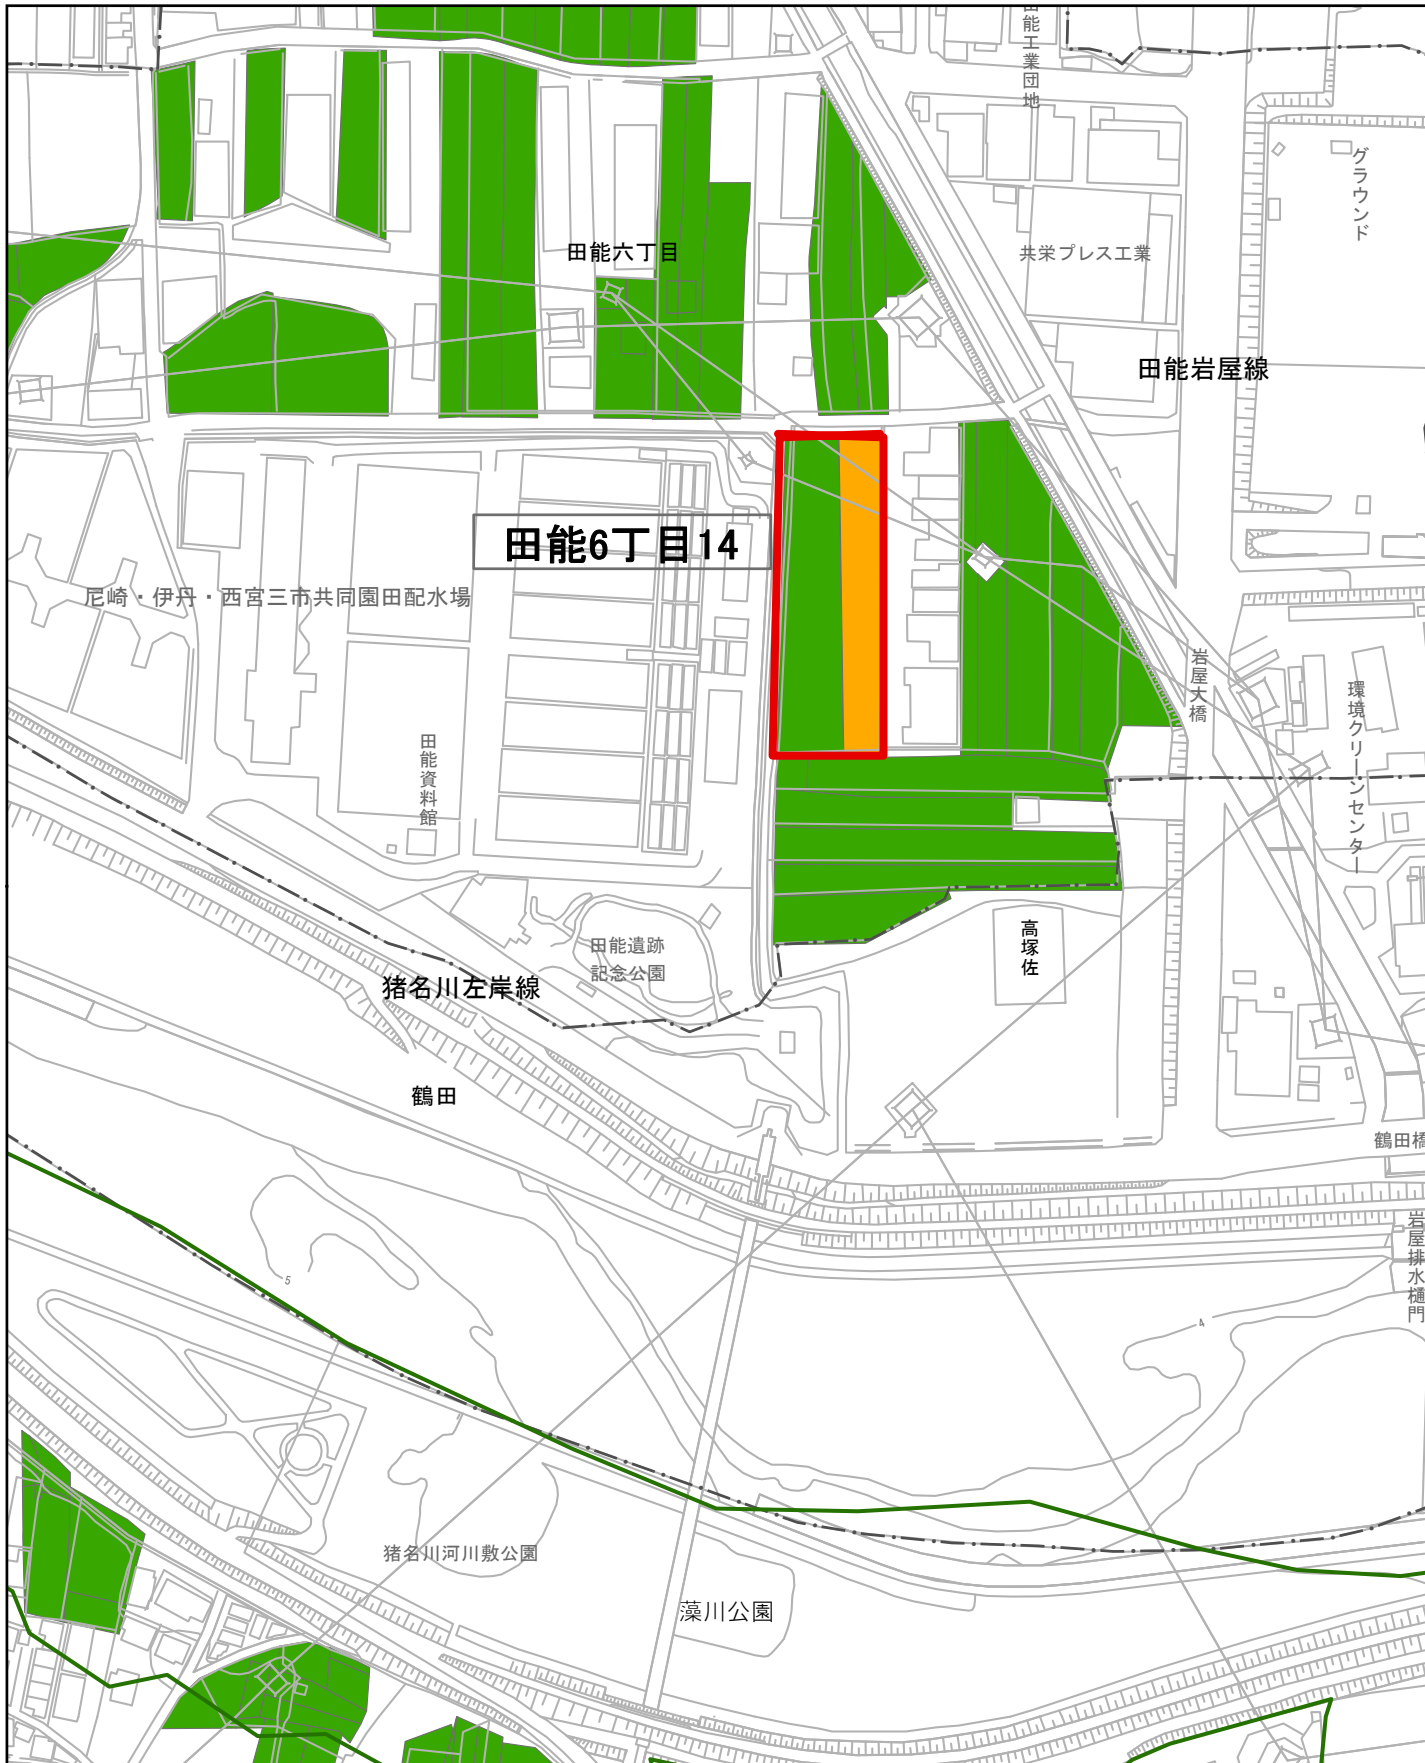 田能工業団地
グラウンド
田能六丁目
共栄プレス工業
田能岩屋線
田能6丁目14
尼崎・伊丹・西宮三市共同園田配水場
岩屋大橋
環境クリーンセンター
田能資料館
田能遺跡
記念公園
高塚佐
猪名川左岸線
鶴田
鶴田橋
岩屋排水樋門
5
4
猪名川河川敷公園
藻川公園